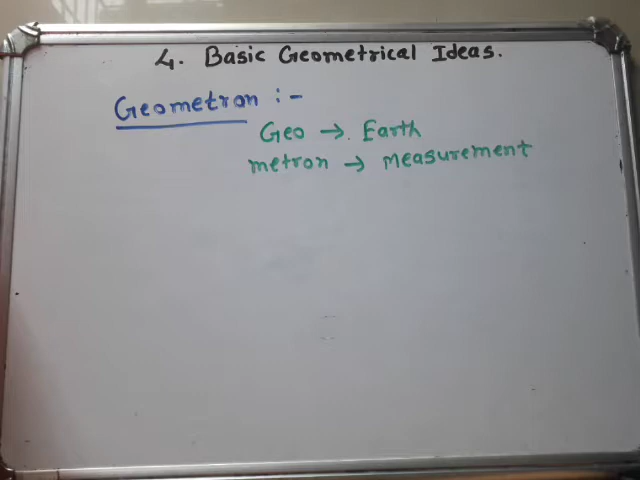 4. Basic Geometrical Ideas.
Geometron :-
Geo → Earth
metron → measurement